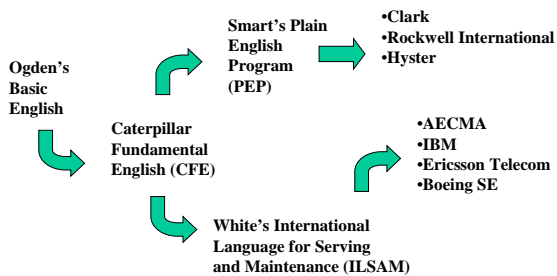 Ogden's
Basic
English
Caterpillar
Fundamental
English (CFE)
Smart's Plain
English
Program
(PEP)
•Clark
•Rockwell International
•Hyster
White's International
Language for Serving
and Maintenance (ILSAM)
•AECMA
•IBM
•Ericsson Telecom
•Boeing SE